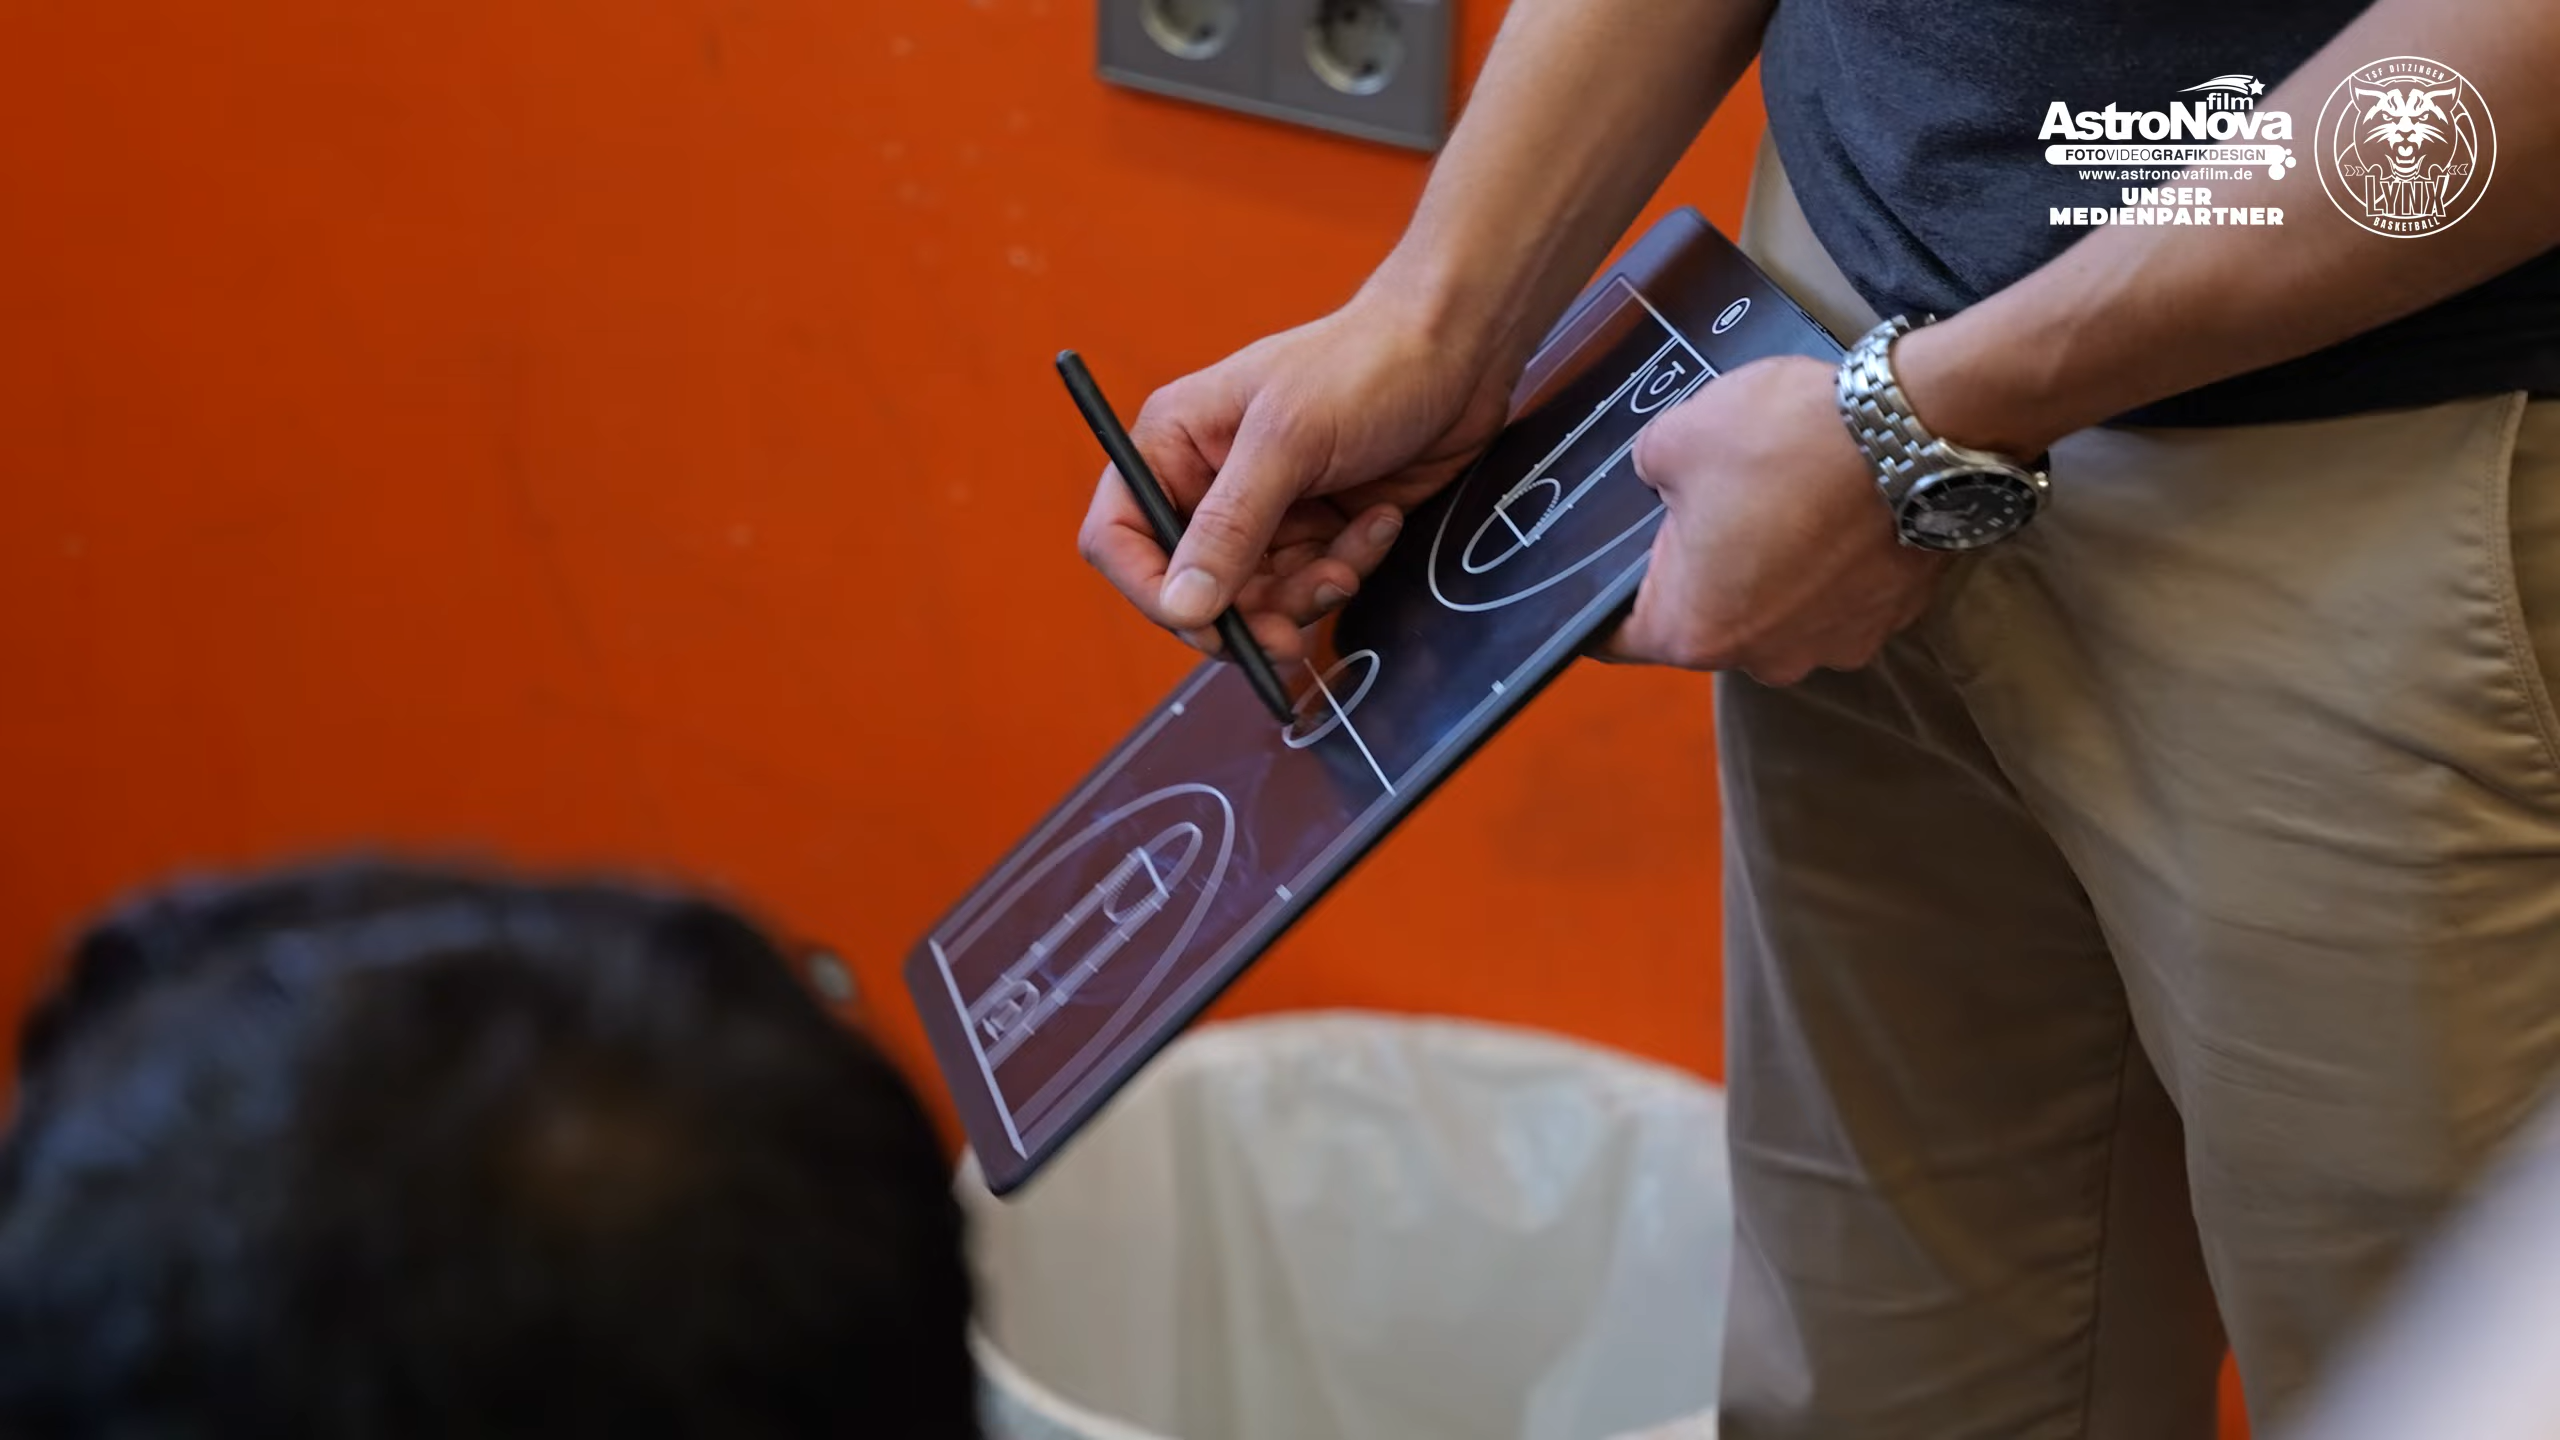 film
AstroNova
FOTOVIDEOGRAFIKDESIGN
www.astronovafilm.de
UNSER
MEDIENPARTNER
TSF DITZINGEN
LYNX
BASKETBALL